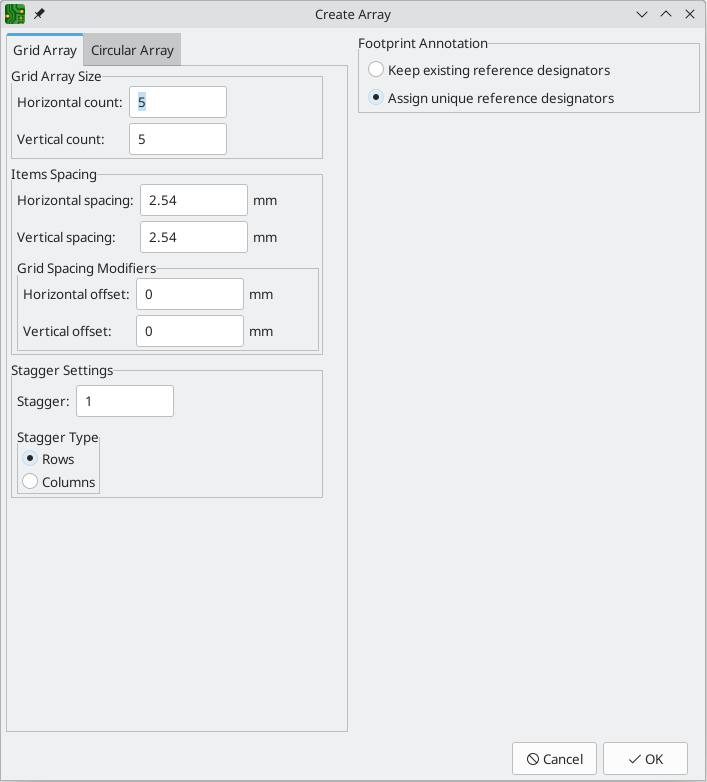 Create Array
Grid Array
Circular Array
Grid Array Size
Horizontal count: 5
Vertical count: 5
Items Spacing
Horizontal spacing: 2.54 mm
Vertical spacing: 2.54 mm
Grid Spacing Modifiers
Horizontal offset: 0 mm
Vertical offset: 0 mm
Stagger Settings
Stagger: 1
Stagger Type
Rows
Columns
Footprint Annotation
Keep existing reference designators
Assign unique reference designators
Cancel
OK